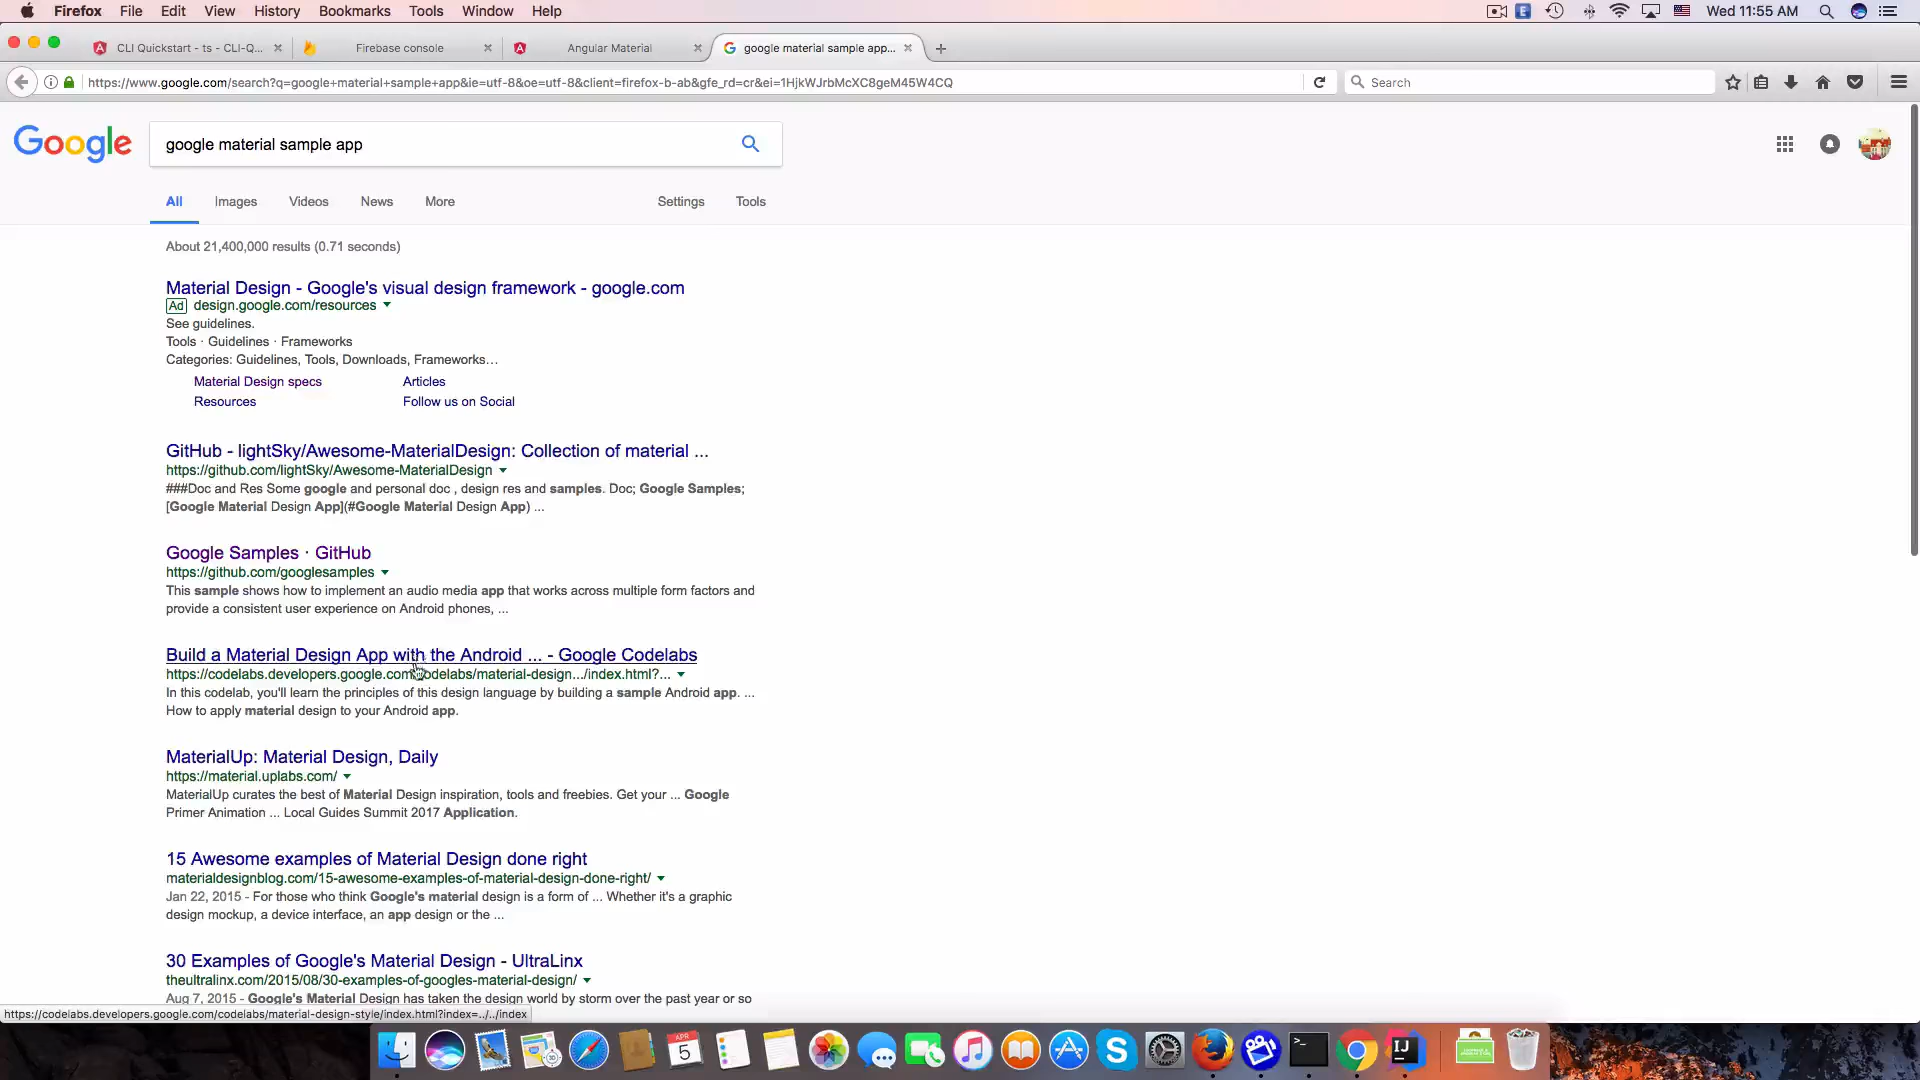 Firefox File Edit View History Bookmarks Tools Window Help Wed 11:55 AM
CLI Quickstart - ts - CLI-Q... Firebase console Angular Material google material sample app...
https://www.google.com/search?q=google+material+sample+app&ie=utf-8&oe=utf-8&client=firefox-b-ab&gfe_rd=cr&ei=1HjkWJrbMcXC8geM45W4CQ Search
Google google material sample app
All Images Videos News More Settings Tools
About 21,400,000 results (0.71 seconds)
Material Design - Google's visual design framework - google.com
Ad design.google.com/resources
See guidelines.
Tools · Guidelines · Frameworks
Categories: Guidelines, Tools, Downloads, Frameworks...
Material Design specs Articles
Resources Follow us on Social
GitHub - lightSky/Awesome-MaterialDesign: Collection of material ...
https://github.com/lightSky/Awesome-MaterialDesign
###Doc and Res Some google and personal doc , design res and samples. Doc; Google Samples;
[Google Material Design App](#Google Material Design App) ...
Google Samples · GitHub
https://github.com/googlesamples
This sample shows how to implement an audio media app that works across multiple form factors and
provide a consistent user experience on Android phones, ...
Build a Material Design App with the Android ... - Google Codelabs
https://codelabs.developers.google.com/codelabs/material-design.../index.html?...
In this codelab, you'll learn the principles of this design language by building a sample Android app. ...
How to apply material design to your Android app.
MaterialUp: Material Design, Daily
https://material.uplabs.com/
MaterialUp curates the best of Material Design inspiration, tools and freebies. Get your ... Google
Primer Animation ... Local Guides Summit 2017 Application.
15 Awesome examples of Material Design done right
materialdesignblog.com/15-awesome-examples-of-material-design-done-right/
Jan 22, 2015 - For those who think Google's material design is a form of ... Whether it's a graphic
design mockup, a device interface, an app design or the ...
30 Examples of Google's Material Design - UltraLinx
theultralinx.com/2015/08/30-examples-of-googles-material-design/
Aug 7, 2015 - Google's Material Design has taken the design world by storm over the past year or so
https://codelabs.developers.google.com/codelabs/material-design-style/index.html?index=../../index
APR
5